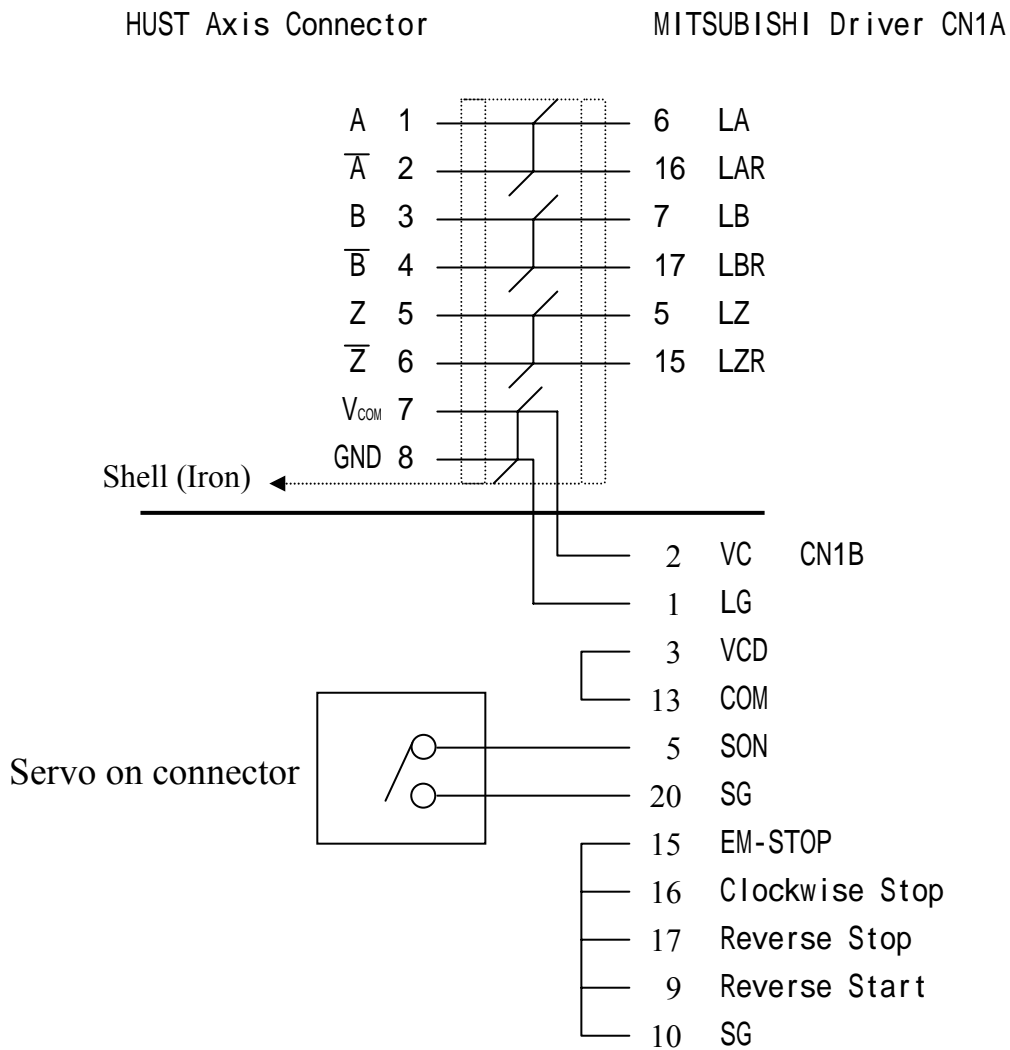 HUST Axis Connector MITSUBISHI Driver CN1A
A 1 6 LA
A̅ 2 16 LAR
B 3 7 LB
B̅ 4 17 LBR
Z 5 5 LZ
Z̅ 6 15 LZR
VCOM 7
GND 8
Shell (Iron)
2 VC CN1B
1 LG
3 VCD
13 COM
5 SON
Servo on connector
20 SG
15 EM-STOP
16 Clockwise Stop
17 Reverse Stop
9 Reverse Start
10 SG